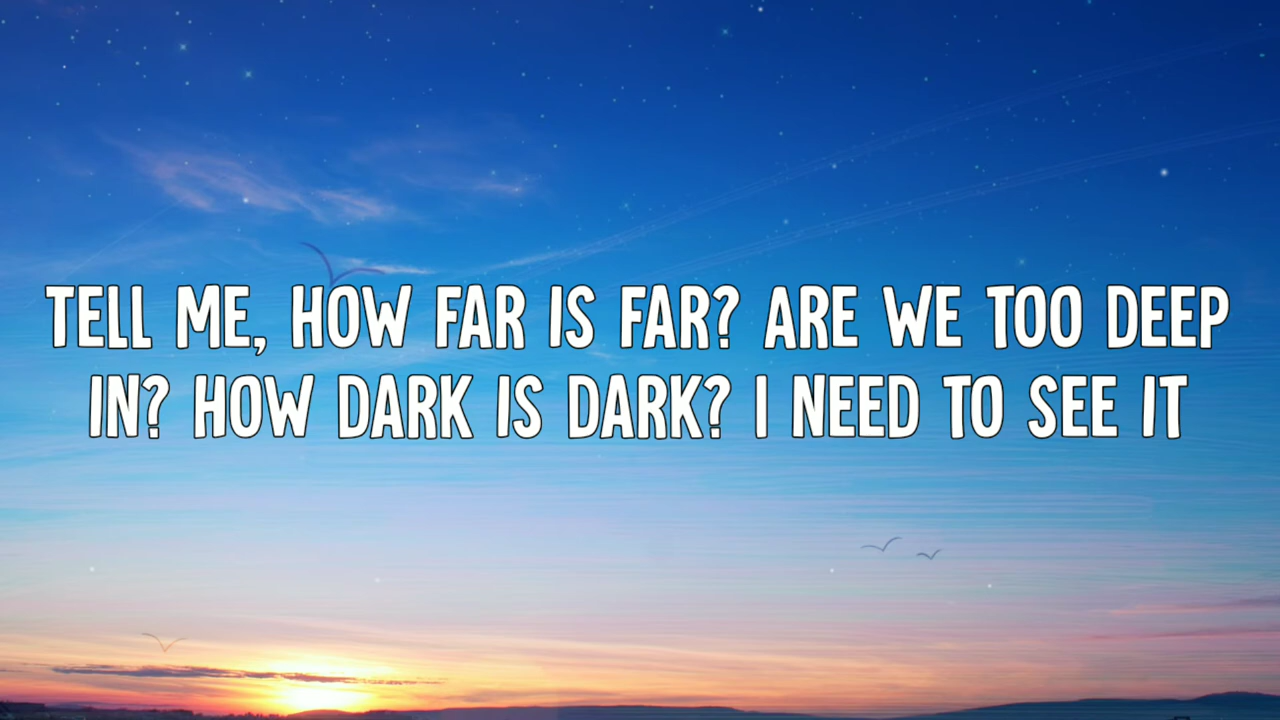 TELL ME, HOW FAR IS FAR? ARE WE TOO DEEP
IN? HOW DARK IS DARK? I NEED TO SEE IT